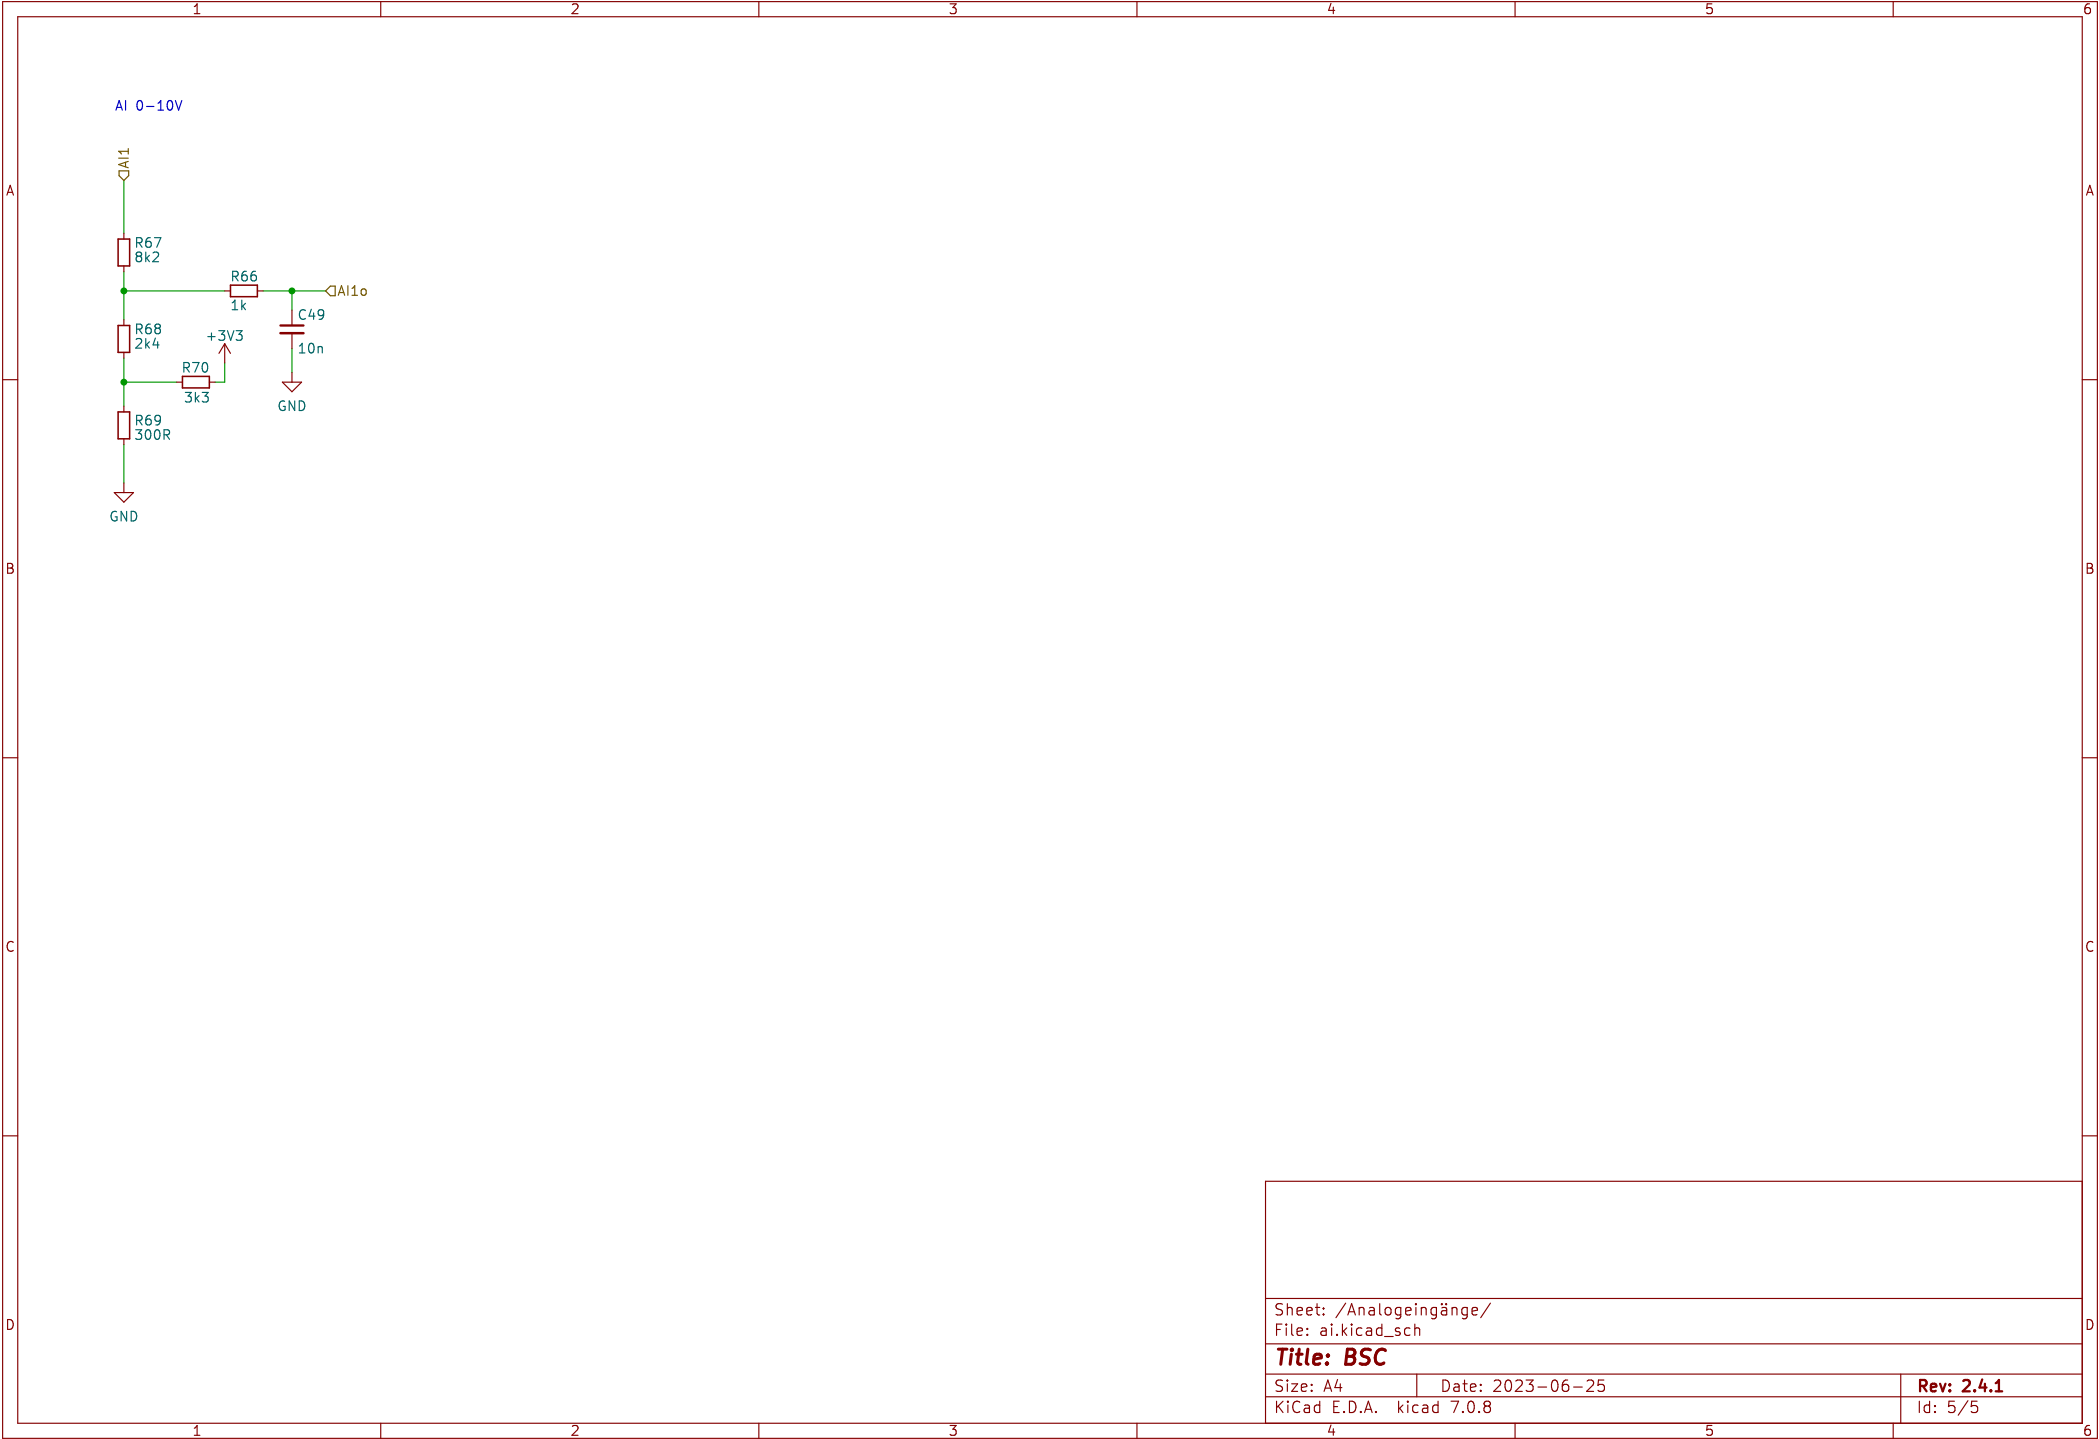 1 2 3 4 5 6
AI 0-10V
AI1
A A
R67
8k2
R66
1k
AI1o
C49
10n
R68
2k4
+3V3
R70
3k3
GND
R69
300R
GND
B B
C C
Sheet: /Analogeingänge/
File: ai.kicad_sch
D D
Title: BSC
Size: A4 Date: 2023-06-25 Rev: 2.4.1
KiCad E.D.A. kicad 7.0.8 Id: 5/5
1 2 3 4 5 6